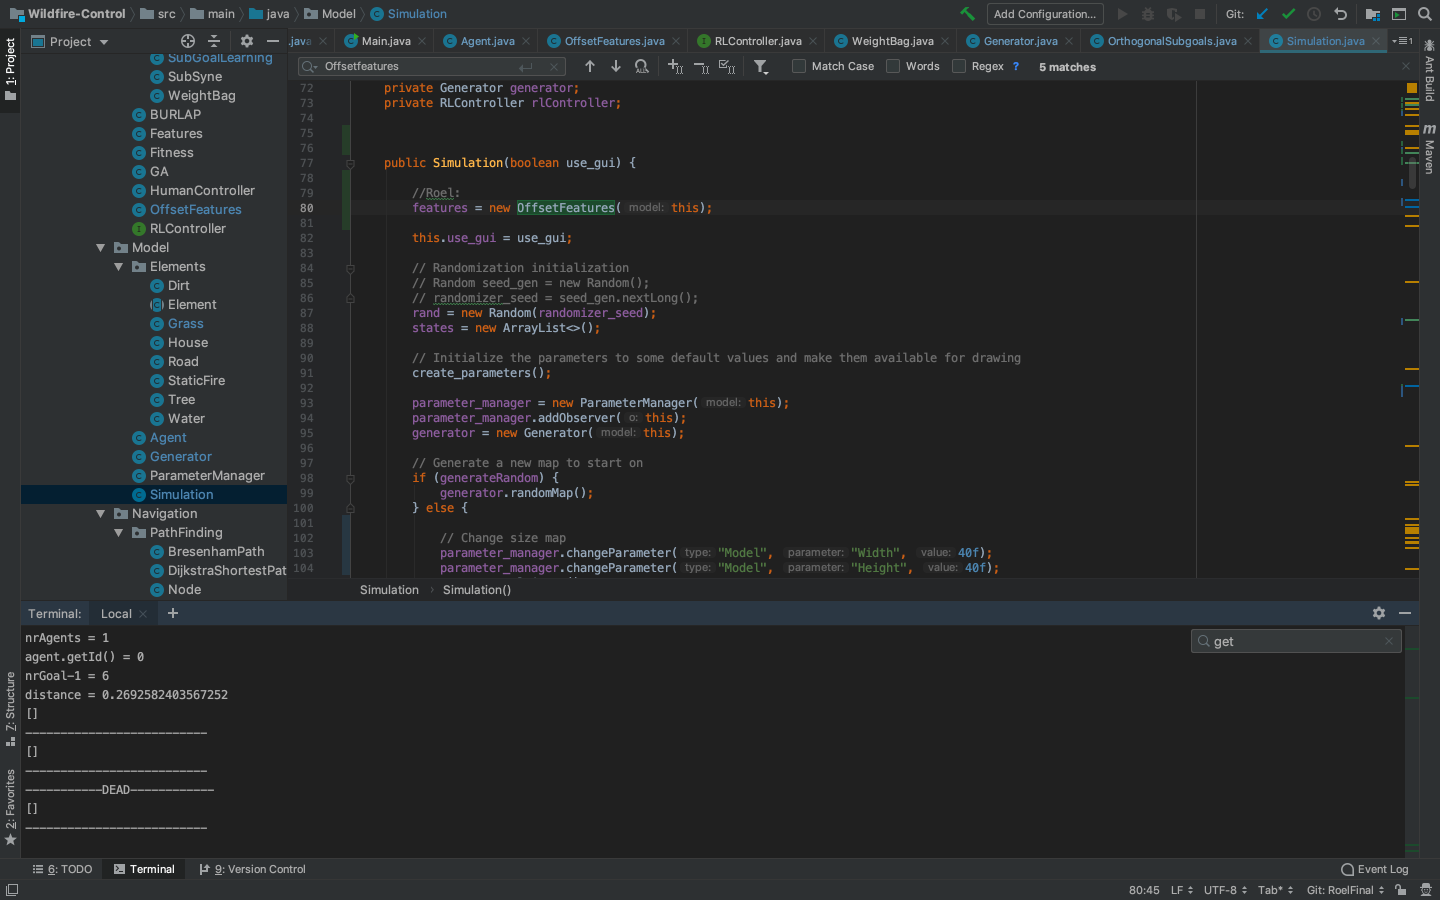 Wildfire-Control
src
main
java
Model
Simulation
Add Configuration...
Git:
1: Project
Project
.java
Main.java
Agent.java
OffsetFeatures.java
RLController.java
WeightBag.java
Generator.java
OrthogonalSubgoals.java
Simulation.java
Offsetfeatures
Match Case
Words
Regex
?
5 matches
Ant Build
Maven
SubGoalLearning
SubSyne
WeightBag
BURLAP
Features
Fitness
GA
HumanController
OffsetFeatures
RLController
Model
Elements
Dirt
Element
Grass
House
Road
StaticFire
Tree
Water
Agent
Generator
ParameterManager
Simulation
Navigation
PathFinding
BresenhamPath
DijkstraShortestPat
Node
72 private Generator generator;
73 private RLController rlController;
74
75
76
77 public Simulation(boolean use_gui) {
78
79 //Roel:
80 features = new OffsetFeatures( model: this);
81
82 this.use_gui = use_gui;
83
84 // Randomization initialization
85 // Random seed_gen = new Random();
86 // randomizer_seed = seed_gen.nextLong();
87 rand = new Random(randomizer_seed);
88 states = new ArrayList<>();
89
90 // Initialize the parameters to some default values and make them available for drawing
91 create_parameters();
92
93 parameter_manager = new ParameterManager( model: this);
94 parameter_manager.addObserver( o: this);
95 generator = new Generator( model: this);
96
97 // Generate a new map to start on
98 if (generateRandom) {
99 generator.randomMap();
100 } else {
101
102 // Change size map
103 parameter_manager.changeParameter( type: "Model", parameter: "Width", value: 40f);
104 parameter_manager.changeParameter( type: "Model", parameter: "Height", value: 40f);
Simulation
Simulation()
Terminal:
Local
nrAgents = 1
agent.getId() = 0
nrGoal-1 = 6
distance = 0.2692582403567252
[]
--------------------------
[]
--------------------------
-----------DEAD------------
[]
--------------------------
get
Z: Structure
2: Favorites
6: TODO
Terminal
9: Version Control
Event Log
80:45
LF
UTF-8
Tab*
Git: RoelFinal